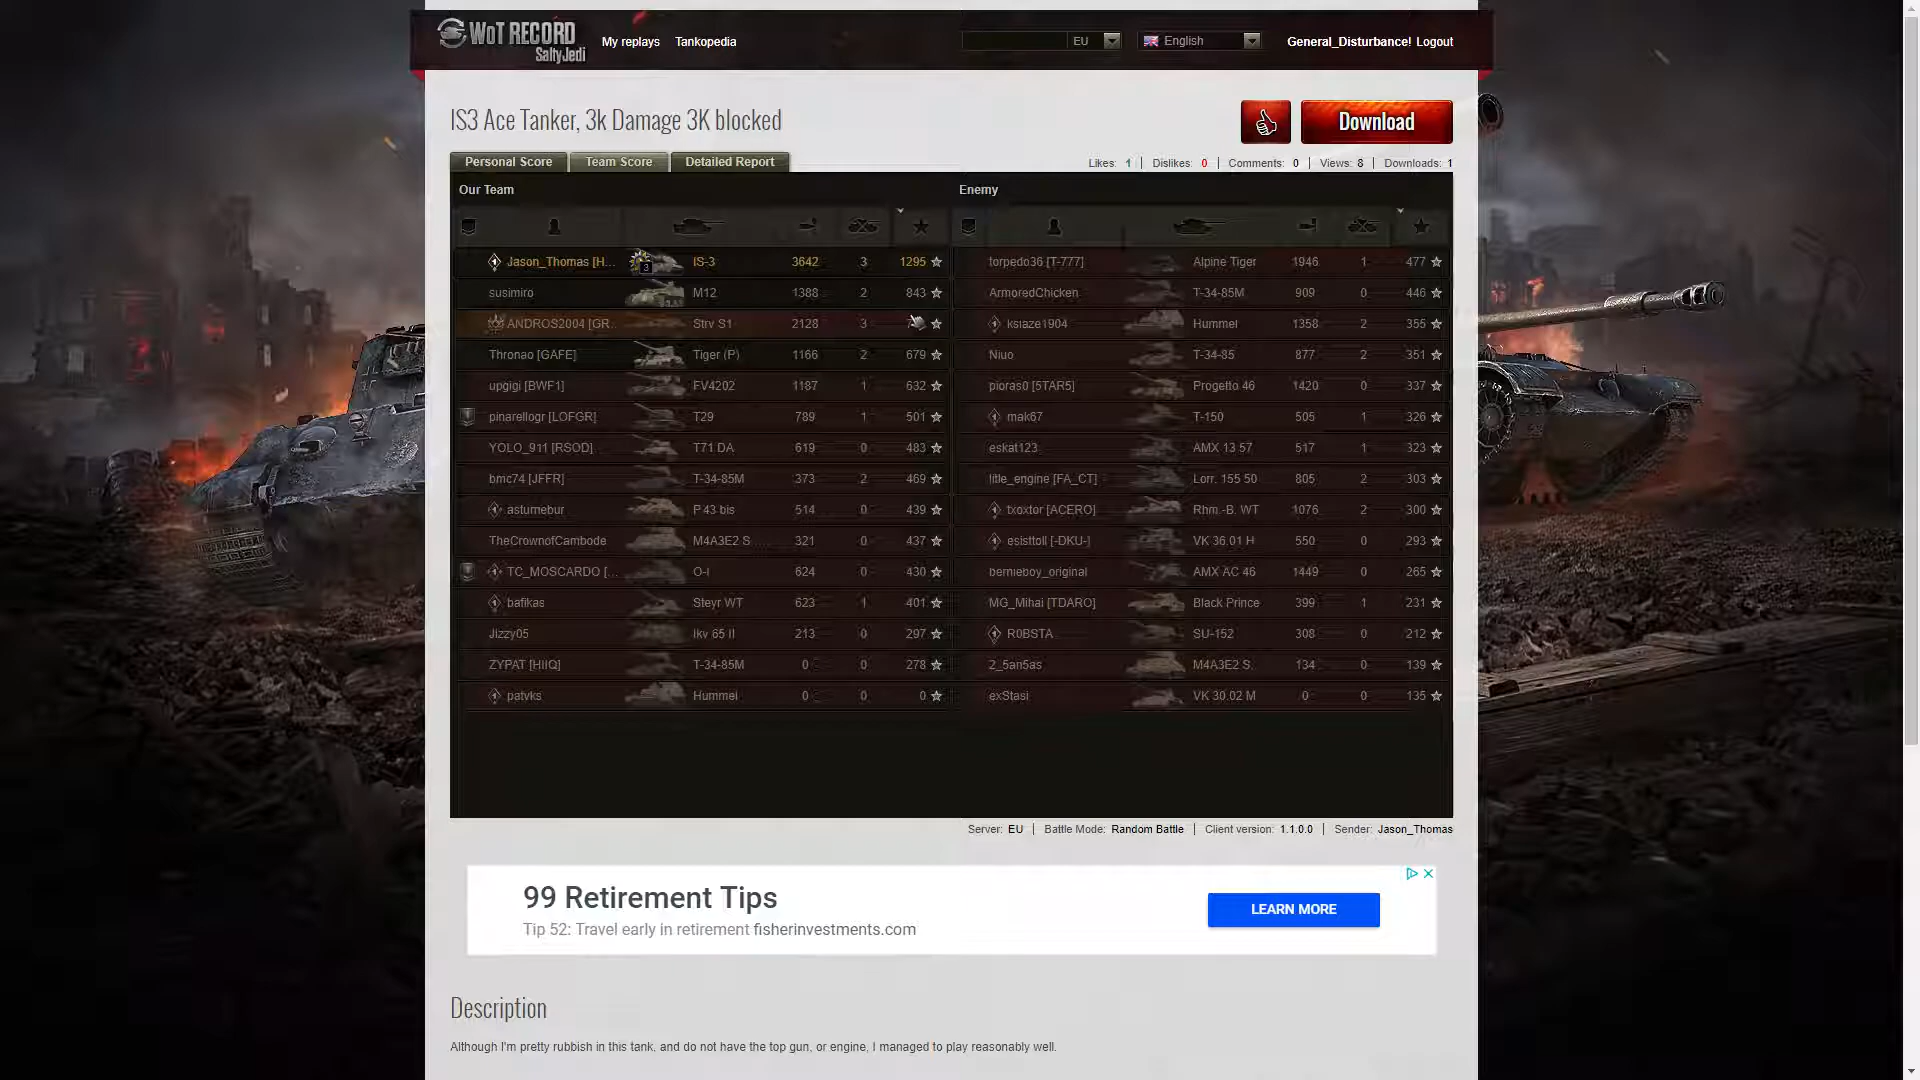 WoT RECORD
SaltyJedi
My replays
Tankopedia
EU
English
General_Disturbance! Logout
IS3 Ace Tanker, 3k Damage 3K blocked
Download
Personal Score
Team Score
Detailed Report
Likes: 1 | Dislikes: 0 | Comments: 0 | Views: 8 | Downloads: 1
Our Team
Jason_Thomas [H... 3 IS-3 3642 3 1295
susimiro M12 1388 2 843
ANDROS2004 [GR... Strv S1 2128 3
Thronao [GAFE] Tiger (P) 1166 2 679
upgigi [BWF1] FV4202 1187 1 632
pinarellogr [LOFGR] T29 789 1 501
YOLO_911 [RSOD] T71 DA 619 0 483
bmc74 [JFFR] T-34-85M 373 2 469
astumebur P 43 bis 514 0 439
TheCrownofCambode M4A3E2 S... 321 0 437
TC_MOSCARDO [... O-I 624 0 430
bafikas Steyr WT 623 1 401
Jizzy05 Ikv 65 II 213 0 297
ZYPAT [HIIQ] T-34-85M 0 0 278
patvks Hummel 0 0 0
Enemy
torpedo36 [T-777] Alpine Tiger 1946 1 477
ArmoredChicken T-34-85M 909 0 446
ksiaze1904 Hummel 1358 2 355
Niuo T-34-85 877 2 351
pioras0 [5TAR5] Progetto 46 1420 0 337
mak67 T-150 505 1 326
eskat123 AMX 13 57 517 1 323
litle_engine [FA_CT] Lorr. 155 50 805 2 303
txoxtor [ACERO] Rhm.-B. WT 1076 2 300
esisttoll [-DKU-] VK 36.01 H 550 0 293
bernieboy_original AMX AC 46 1449 0 265
MG_Mihai [TDARO] Black Prince 399 1 231
R0BSTA SU-152 308 0 212
2_5an5as M4A3E2 S. 134 0 139
exStasi VK 30.02 M 0 0 135
Server: EU | Battle Mode: Random Battle | Client version: 1.1.0.0 | Sender: Jason_Thomas
99 Retirement Tips
Tip 52: Travel early in retirement fisherinvestments.com
LEARN MORE
Description
Although I'm pretty rubbish in this tank, and do not have the top gun, or engine, I managed to play reasonably well.